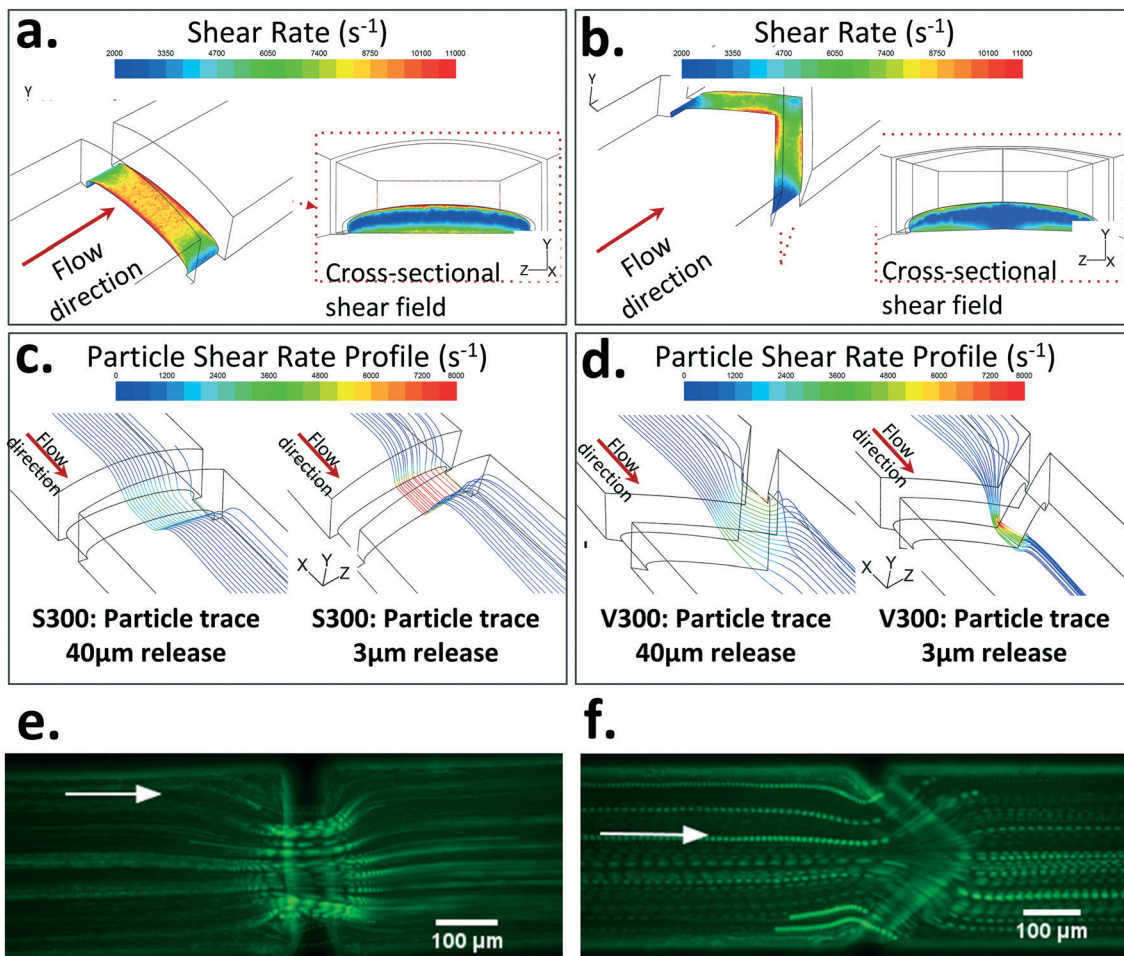 a.
Shear Rate (s-1)
2000 3350 4700 6050 7400 8750 10100 11000
Y
Flow
direction
Cross-sectional
shear field
Y
Z
X
b.
Shear Rate (s-1)
2000 3350 4700 6050 7400 8750 10100 11000
Y
Flow
direction
Cross-sectional
shear field
Y
Z
X
c.
Particle Shear Rate Profile (s-1)
0 1200 2400 3600 4800 6000 7200 8000
Flow
direction
Flow
direction
X Y Z
S300: Particle trace
40μm release
S300: Particle trace
3μm release
d.
Particle Shear Rate Profile (s-1)
0 1200 2400 3600 4800 6000 7200 8000
Flow
direction
Flow
direction
X Y Z
V300: Particle trace
40μm release
V300: Particle trace
3μm release
e.
100 μm
f.
100 μm